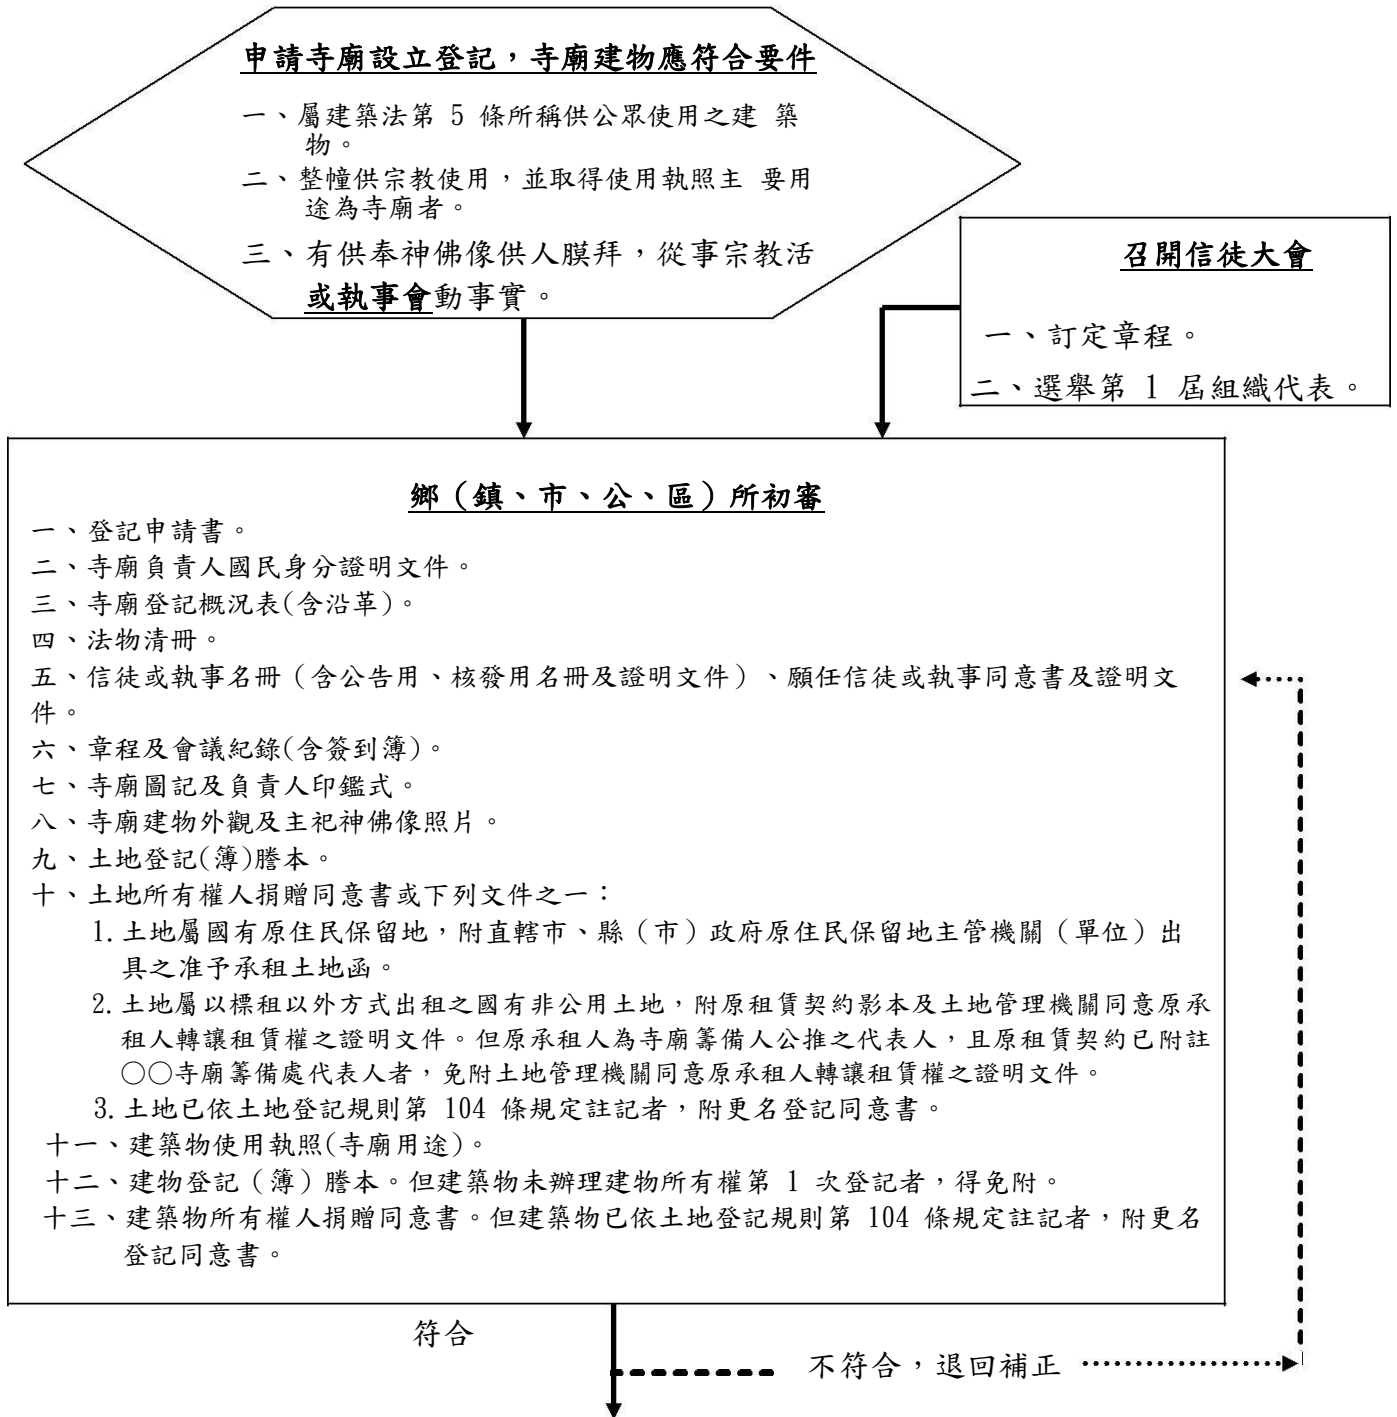 申請寺廟設立登記，寺廟建物應符合要件
一、屬建築法第 5 條所稱供公眾使用之建 築
物。
二、整幢供宗教使用，並取得使用執照主 要用
途為寺廟者。
三、有供奉神佛像供人膜拜，從事宗教活
或執事會動事實。
召開信徒大會
一、訂定章程。
二、選舉第 1 屆組織代表。
鄉（鎮、市、公、區）所初審
一、登記申請書。
二、寺廟負責人國民身分證明文件。
三、寺廟登記概況表(含沿革)。
四、法物清冊。
五、信徒或執事名冊（含公告用、核發用名冊及證明文件）、願任信徒或執事同意書及證明文
件。
六、章程及會議紀錄(含簽到簿)。
七、寺廟圖記及負責人印鑑式。
八、寺廟建物外觀及主祀神佛像照片。
九、土地登記(簿)謄本。
十、土地所有權人捐贈同意書或下列文件之一：
1.土地屬國有原住民保留地，附直轄市、縣（市）政府原住民保留地主管機關（單位）出
具之准予承租土地函。
2.土地屬以標租以外方式出租之國有非公用土地，附原租賃契約影本及土地管理機關同意原承
租人轉讓租賃權之證明文件。但原承租人為寺廟籌備人公推之代表人，且原租賃契約已附註
○○寺廟籌備處代表人者，免附土地管理機關同意原承租人轉讓租賃權之證明文件。
3.土地已依土地登記規則第 104 條規定註記者，附更名登記同意書。
十一、建築物使用執照(寺廟用途)。
十二、建物登記（簿）謄本。但建築物未辦理建物所有權第 1 次登記者，得免附。
十三、建築物所有權人捐贈同意書。但建築物已依土地登記規則第 104 條規定註記者，附更名
登記同意書。
符合
不符合，退回補正